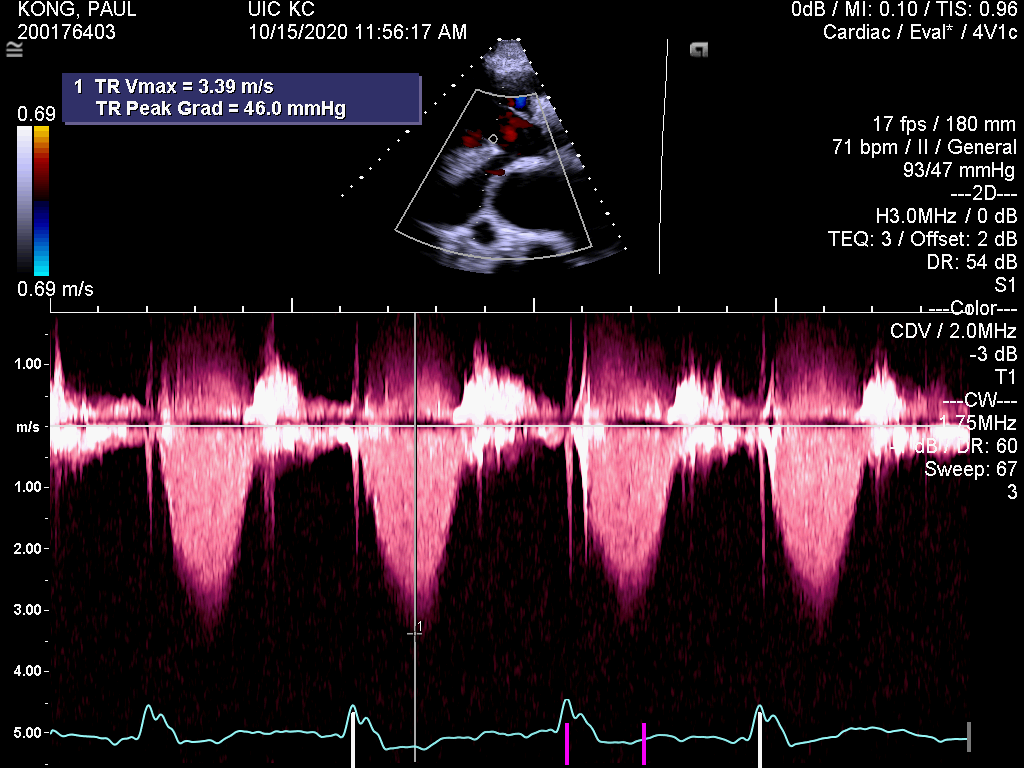 KONG, PAUL
200176403
UIC KC
10/15/2020 11:56:17 AM
0dB / MI: 0.10 / TIS: 0.96
Cardiac / Eval* / 4V1c
1 TR Vmax = 3.39 m/s
TR Peak Grad = 46.0 mmHg
0.69
0.69 m/s
17 fps / 180 mm
71 bpm / II / General
93/47 mmHg
---2D---
H3.0MHz / 0 dB
TEQ: 3 / Offset: 2 dB
DR: 54 dB
S1
---Color---
CDV / 2.0MHz
-3 dB
T1
---CW---
1.75MHz
dB / DR: 60
Sweep: 67
3
1.00
m/s
1.00
2.00
3.00
1
4.00
5.00